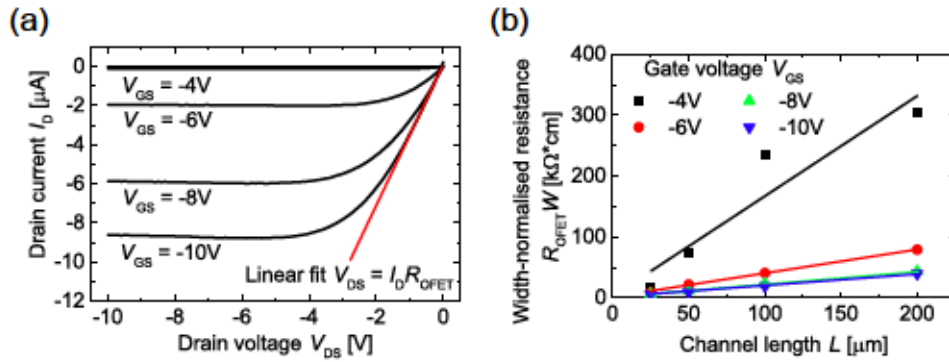 (a)
Drain current I_D [µA]
0
-2
-4
-6
-8
-10
-12
V_GS = -4V
V_GS = -6V
V_GS = -8V
V_GS = -10V
Linear fit V_DS = I_D R_OFET
-10
-8
-6
-4
-2
0
Drain voltage V_DS [V]
(b)
Width-normalised resistance
R_OFET W [kΩ*cm]
400
300
200
100
0
Gate voltage V_GS
-4V
-8V
-6V
-10V
0
50
100
150
200
Channel length L [µm]